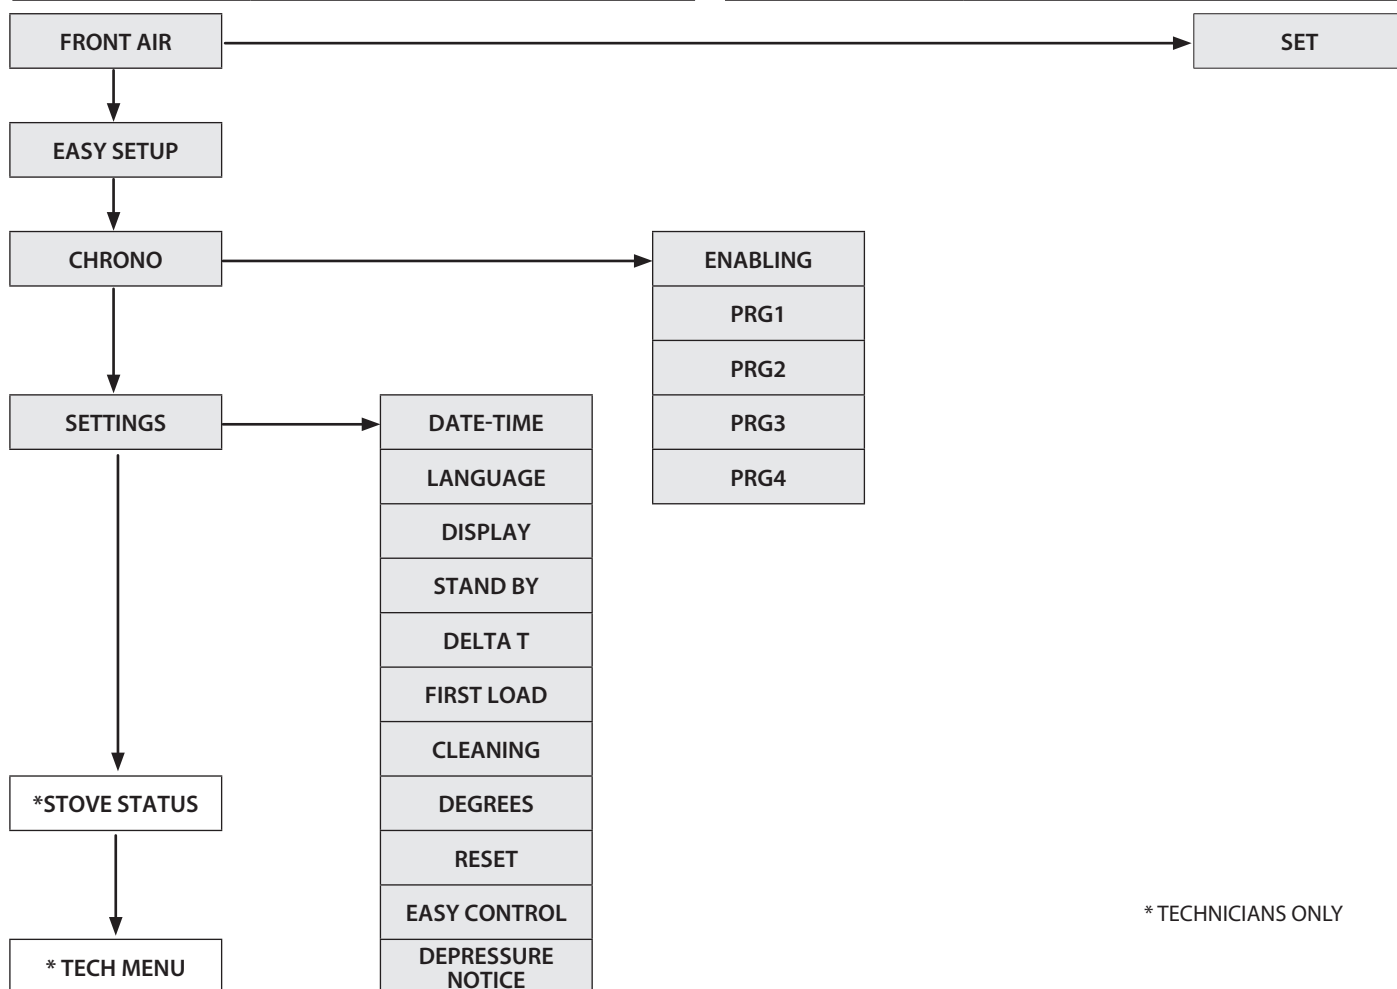 FRONT AIR
SET
EASY SETUP
CHRONO
ENABLING
PRG1
PRG2
PRG3
PRG4
SETTINGS
DATE-TIME
LANGUAGE
DISPLAY
STAND BY
DELTA T
FIRST LOAD
CLEANING
DEGREES
RESET
EASY CONTROL
DEPRESSURE
NOTICE
*STOVE STATUS
* TECH MENU
* TECHNICIANS ONLY